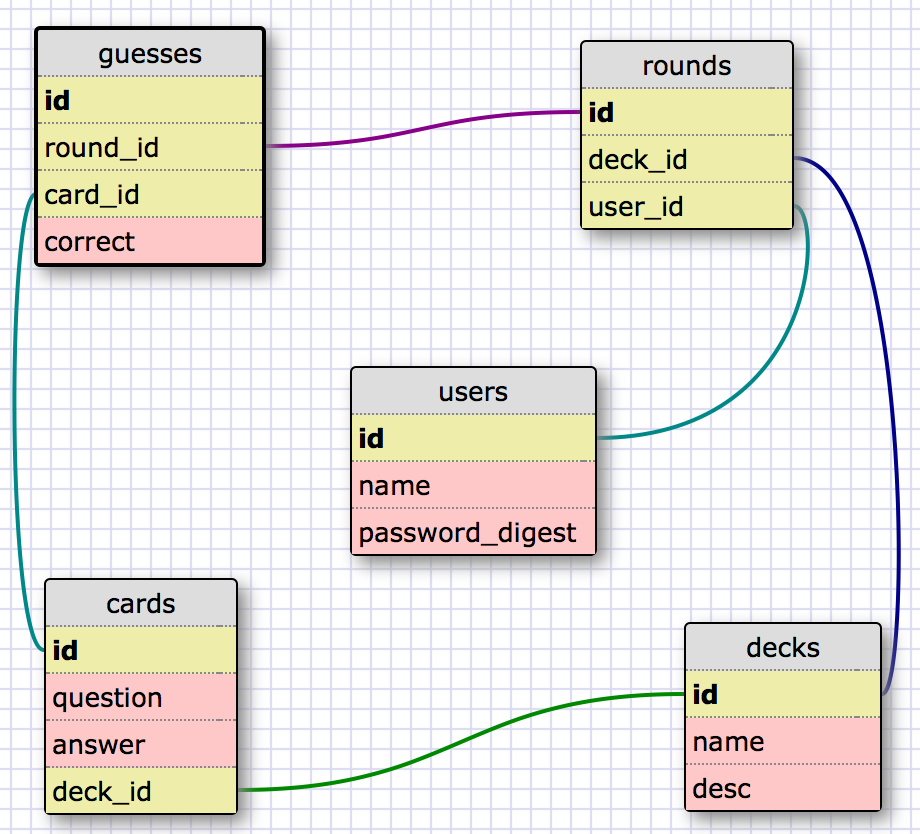 guesses
id
round_id
card_id
correct
rounds
id
deck_id
user_id
users
id
name
password_digest
cards
id
question
answer
deck_id
decks
id
name
desc